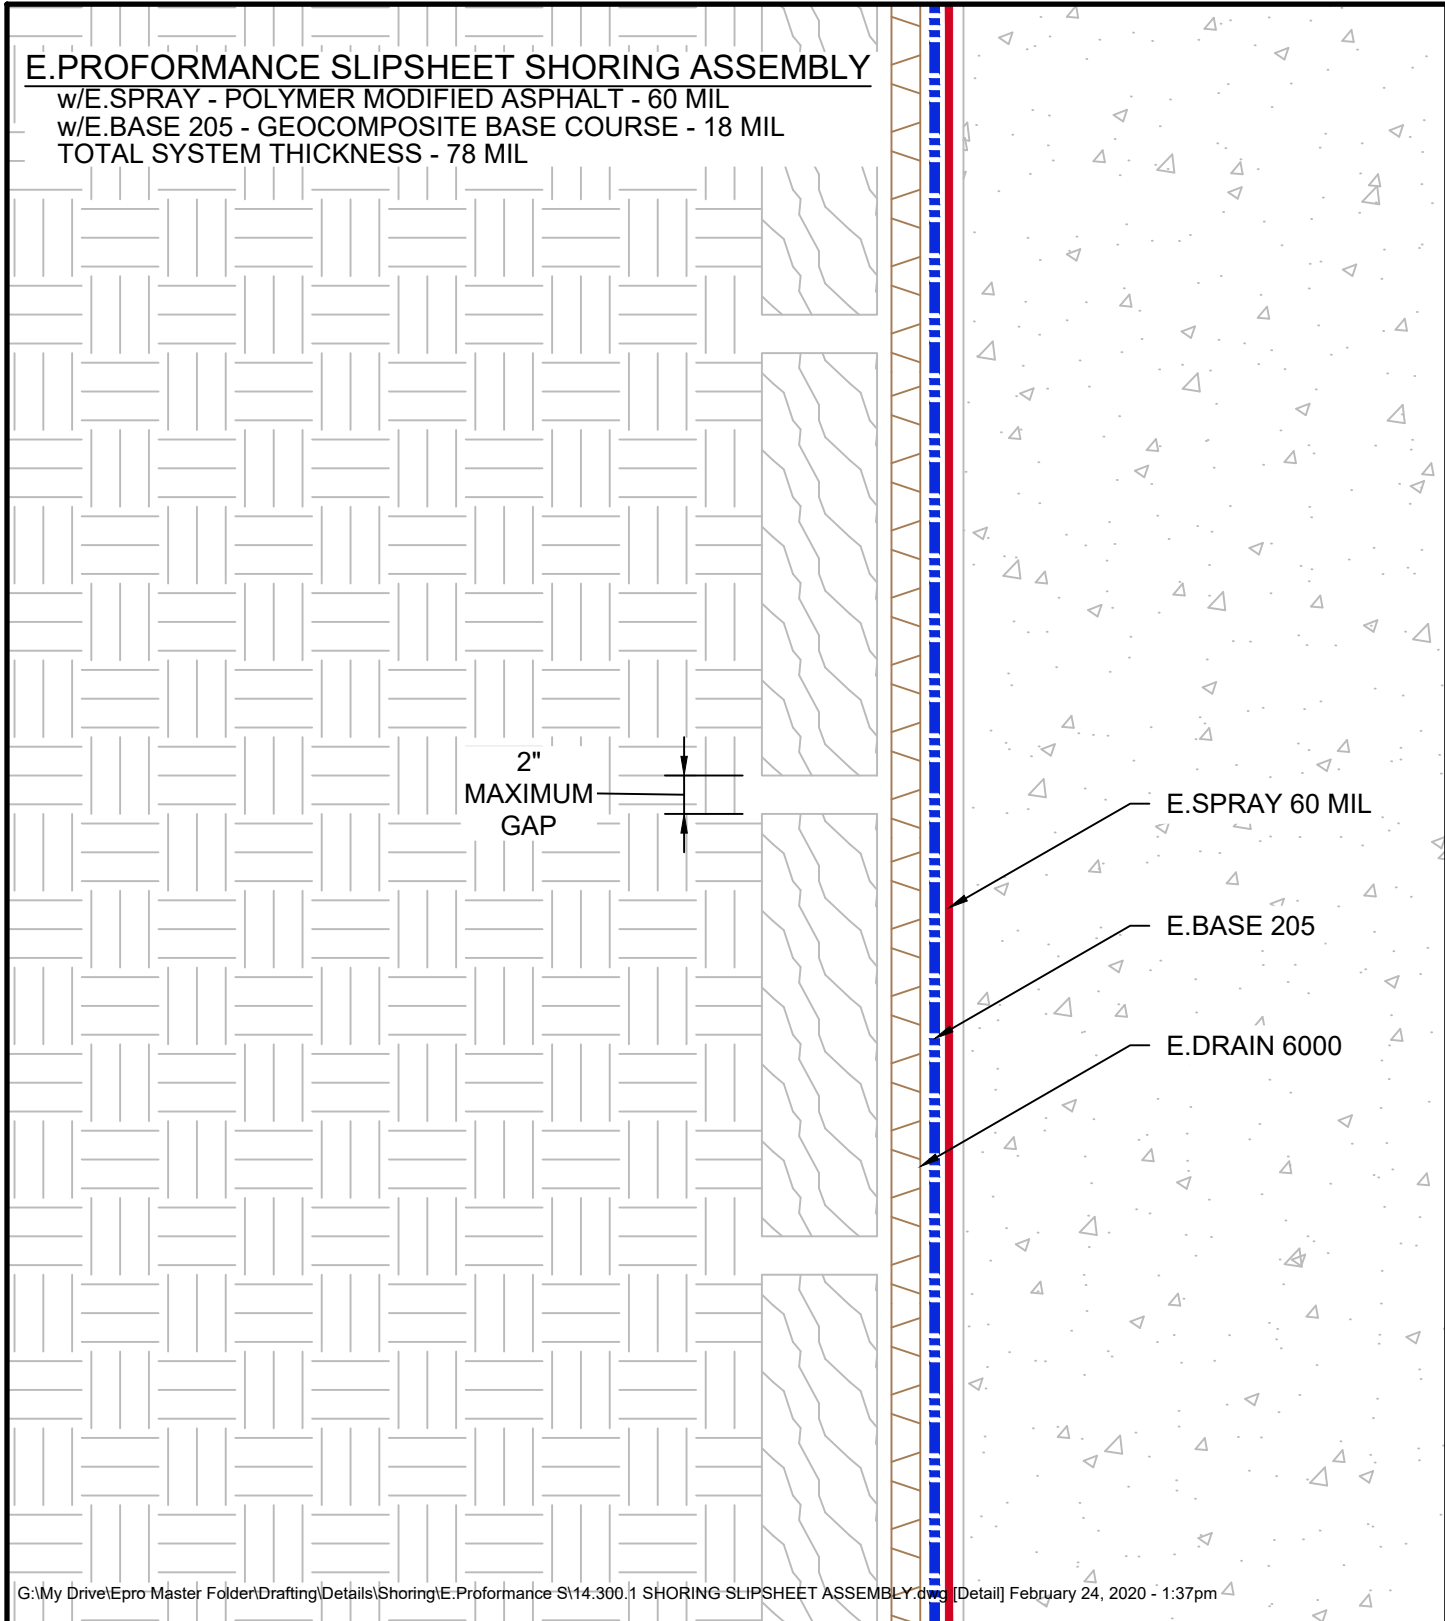 E.PROFORMANCE SLIPSHEET SHORING ASSEMBLY
w/E.SPRAY - POLYMER MODIFIED ASPHALT - 60 MIL
w/E.BASE 205 - GEOCOMPOSITE BASE COURSE - 18 MIL
TOTAL SYSTEM THICKNESS - 78 MIL
2"
MAXIMUM
GAP
E.SPRAY 60 MIL
E.BASE 205
E.DRAIN 6000
G:\My Drive\Epro Master Folder\Drafting\Details\Shoring\E.Proformance S\14.300.1 SHORING SLIPSHEET ASSEMBLY.dwg [Detail] February 24, 2020 - 1:37pm